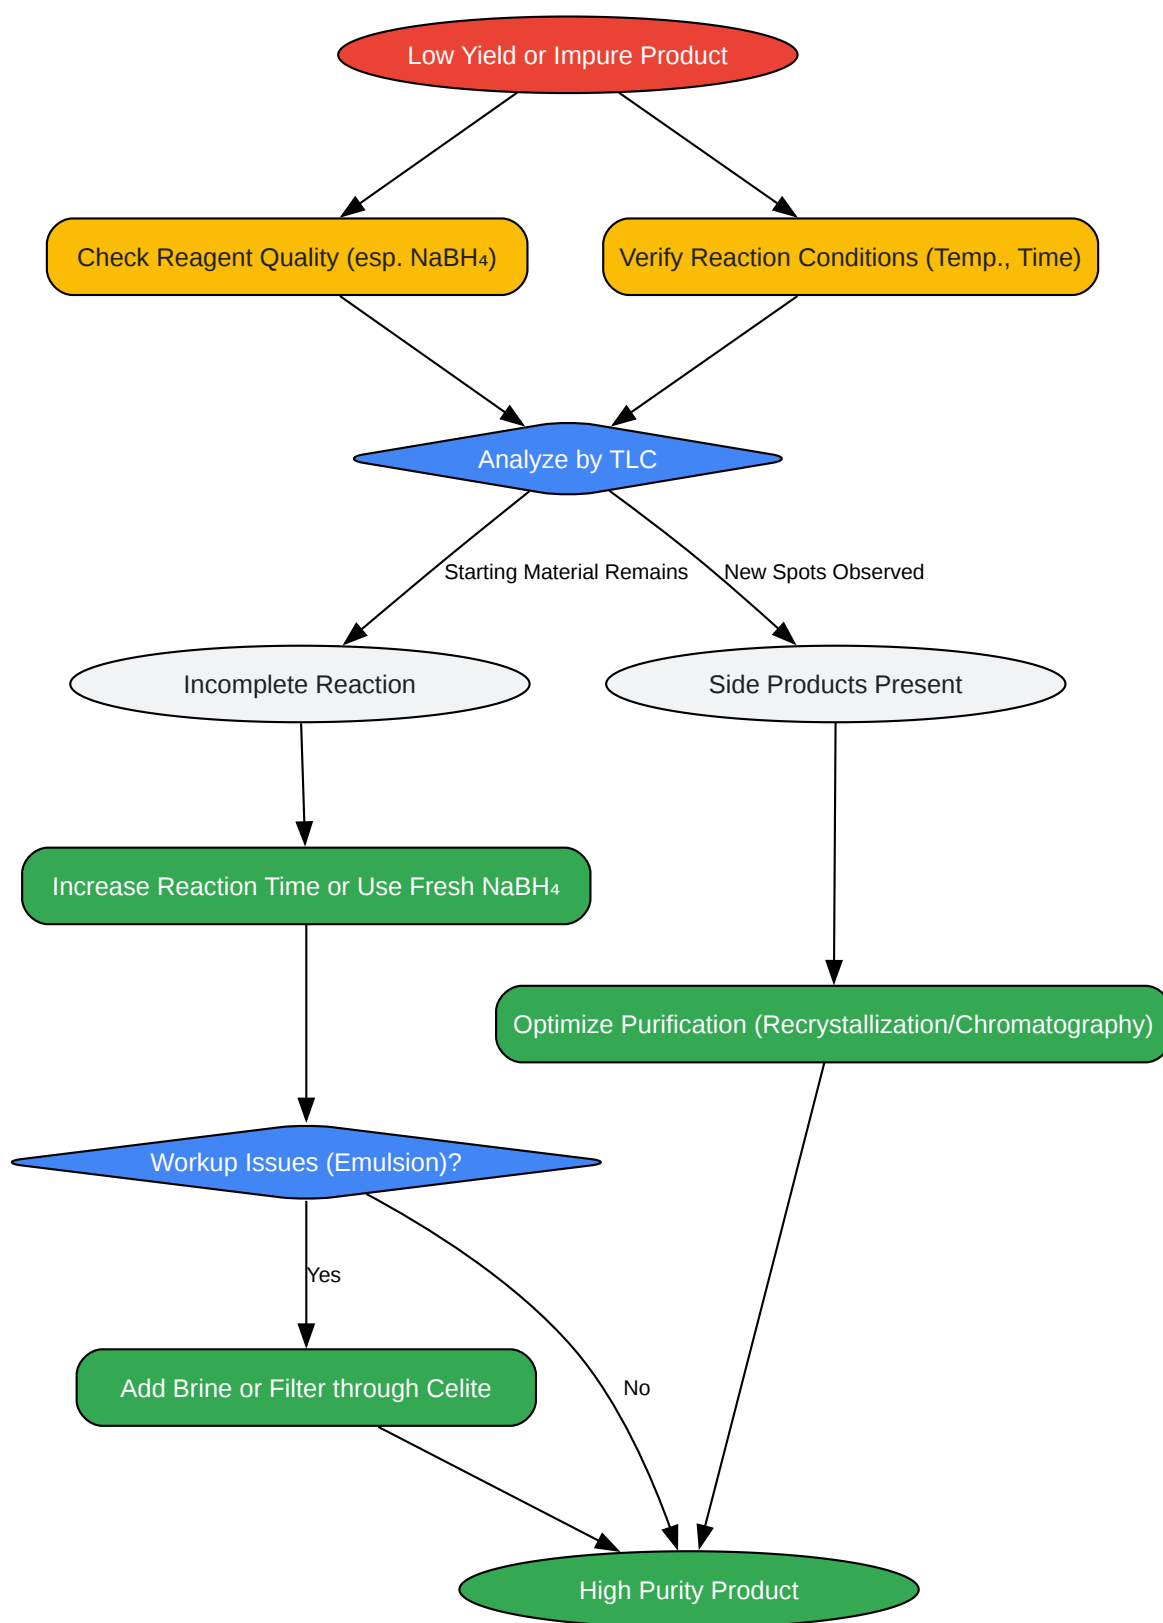 Low Yield or Impure Product
Check Reagent Quality (esp. NaBH₄)
Verify Reaction Conditions (Temp., Time)
Analyze by TLC
Starting Material Remains
New Spots Observed
Incomplete Reaction
Side Products Present
Increase Reaction Time or Use Fresh NaBH₄
Optimize Purification (Recrystallization/Chromatography)
Workup Issues (Emulsion)?
Yes
Add Brine or Filter through Celite
No
High Purity Product